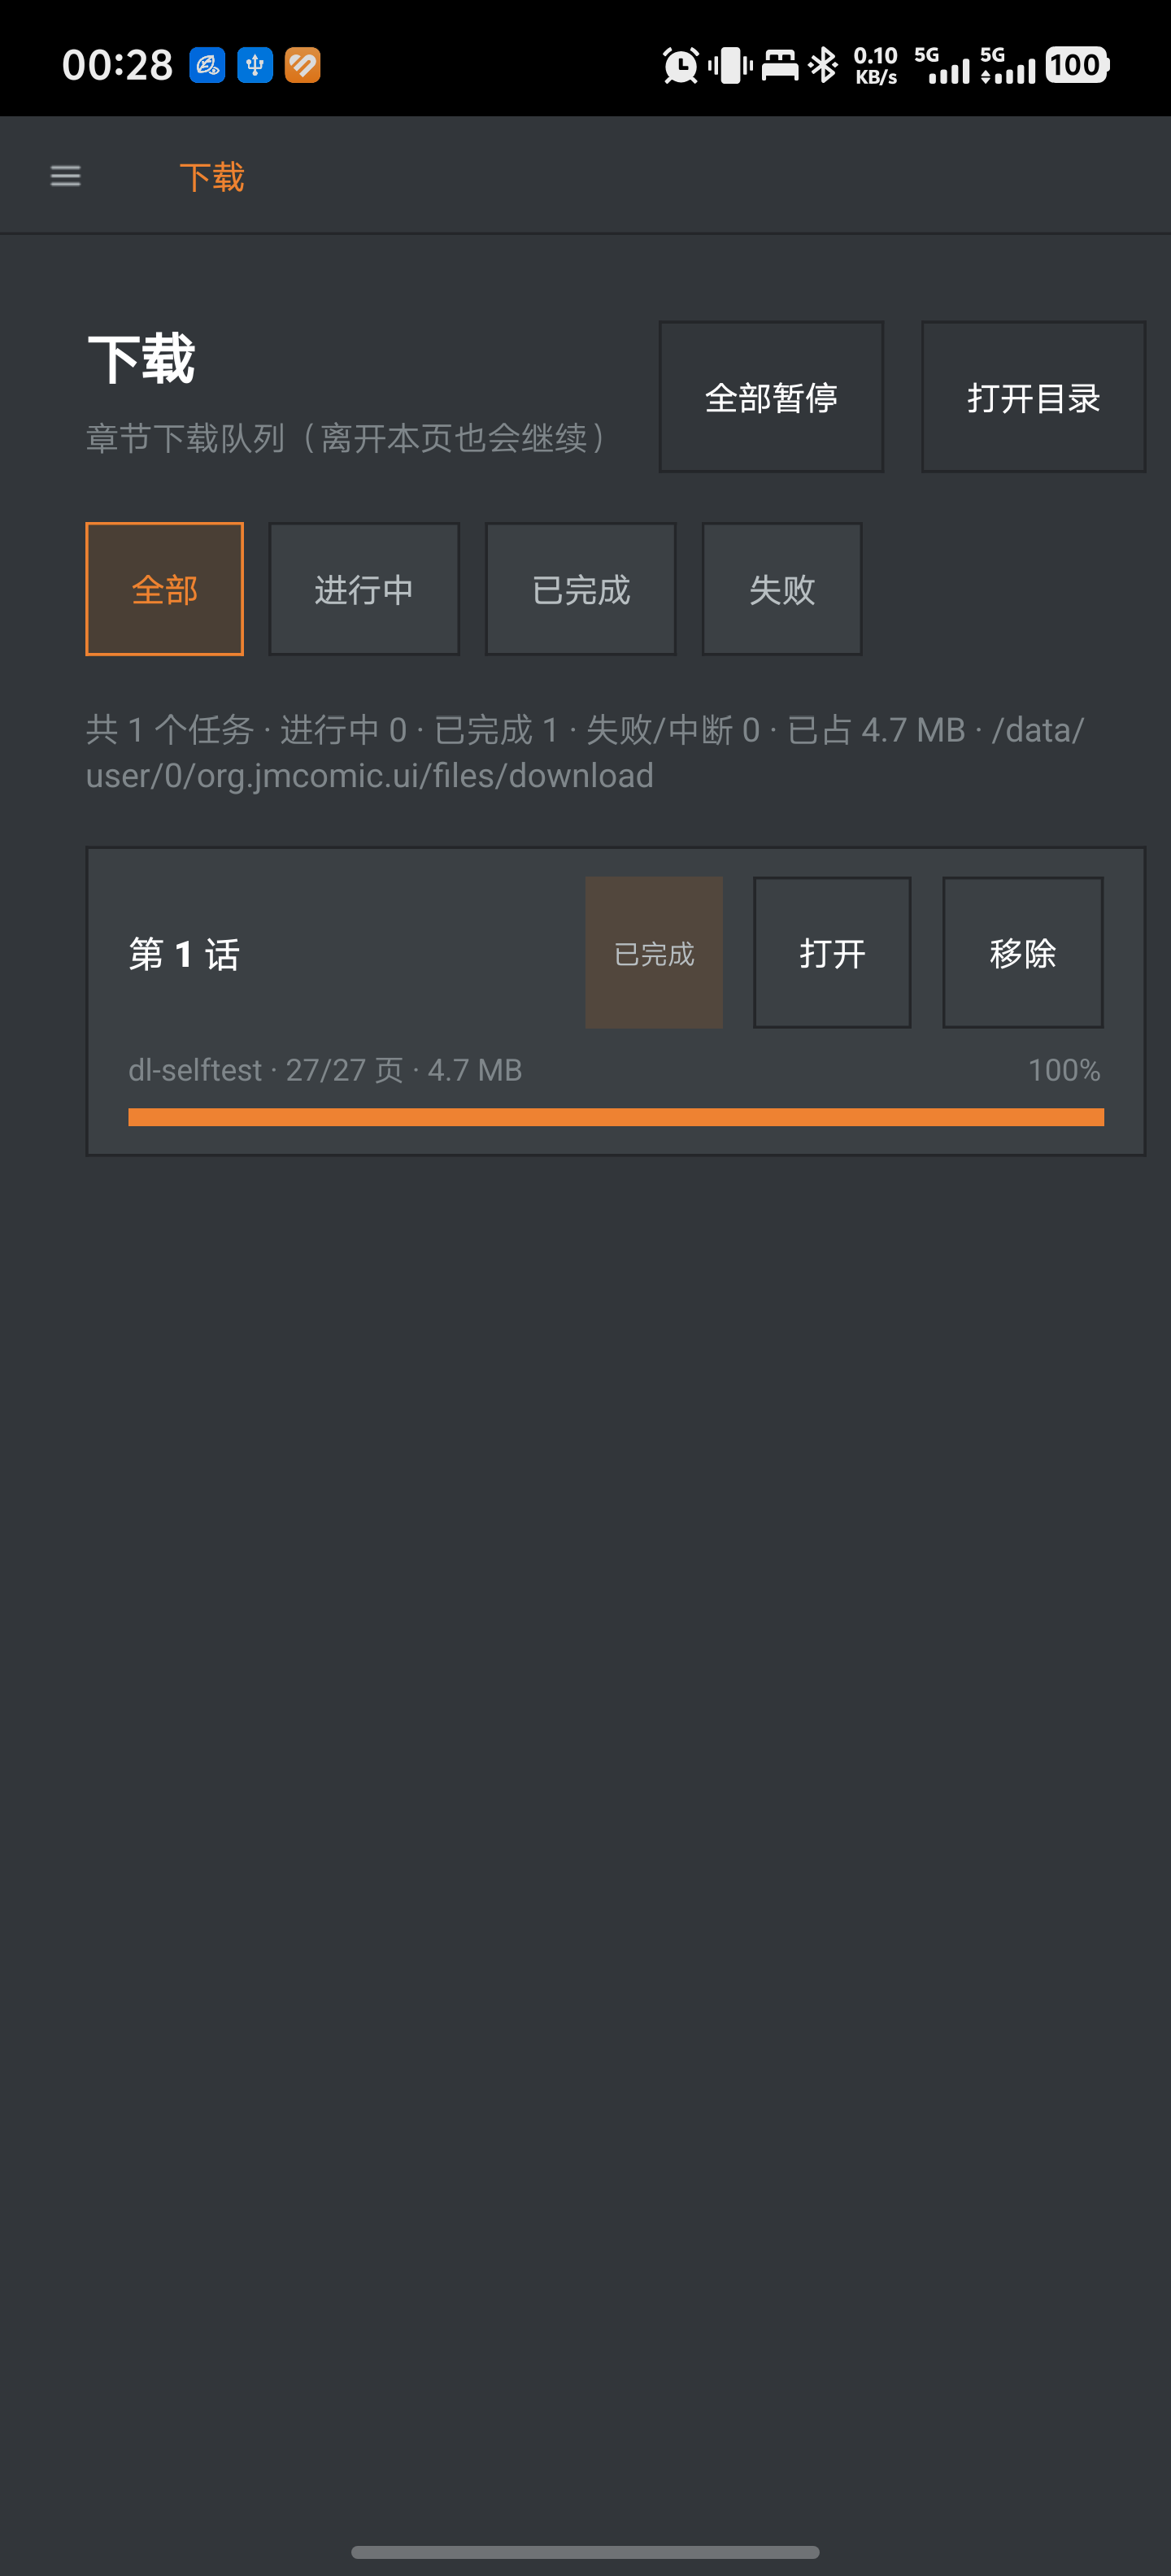 00:28
0.10 KB/s 5G 5G 100
下载
下载
章节下载队列（离开本页也会继续）
全部暂停
打开目录
全部
进行中
已完成
失败
共 1 个任务 · 进行中 0 · 已完成 1 · 失败/中断 0 · 已占 4.7 MB · /data/
user/0/org.jmcomic.ui/files/download
第 1 话
已完成
打开
移除
dl-selftest · 27/27 页 · 4.7 MB
100%